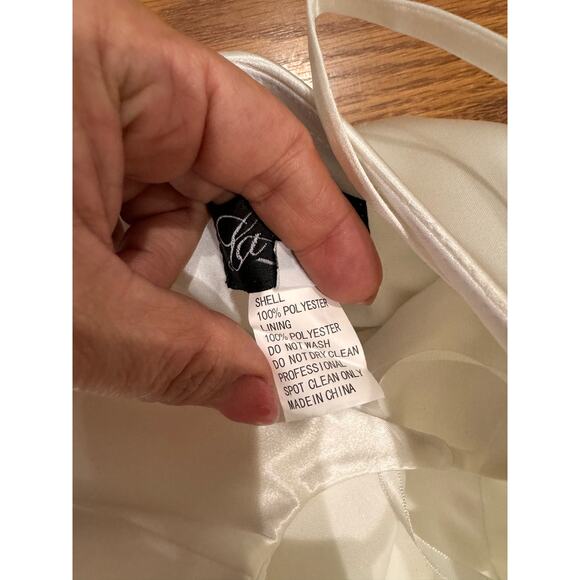 SHELL
100% POLYESTER
LINING
100% POLYESTER
DO NOT WASH
DO NOT DRY CLEAN
PROFESSIONAL
SPOT CLEAN ONLY
MADE IN CHINA